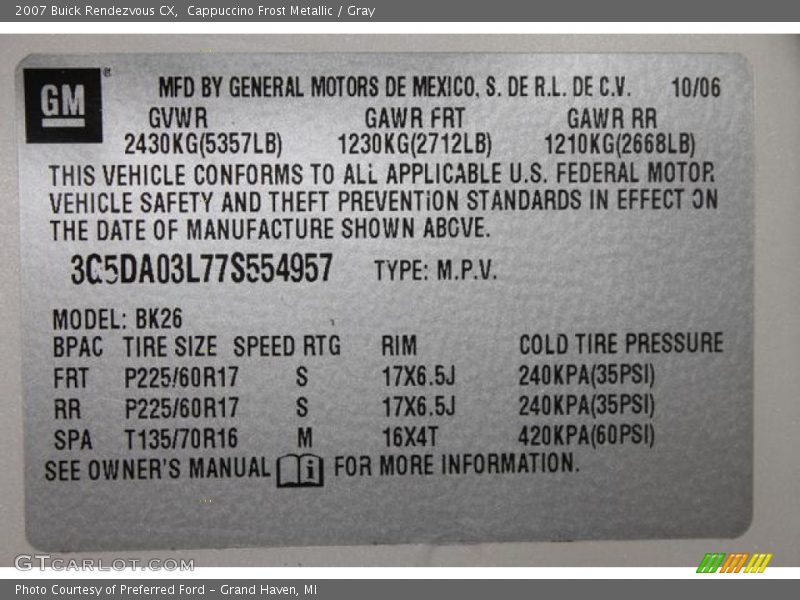 2007 Buick Rendezvous CX, Cappuccino Frost Metallic / Gray
GM
MFD BY GENERAL MOTORS DE MEXICO, S. DE R.L. DE C.V. 10/06
GVWR GAWR FRT GAWR RR
2430KG(5357LB) 1230KG(2712LB) 1210KG(2668LB)
THIS VEHICLE CONFORMS TO ALL APPLICABLE U.S. FEDERAL MOTOR
VEHICLE SAFETY AND THEFT PREVENTION STANDARDS IN EFFECT ON
THE DATE OF MANUFACTURE SHOWN ABOVE.
3G5DA03L77S554957 TYPE: M.P.V.
MODEL: BK26
BPAC TIRE SIZE SPEED RTG RIM COLD TIRE PRESSURE
FRT P225/60R17 S 17X6.5J 240KPA(35PSI)
RR P225/60R17 S 17X6.5J 240KPA(35PSI)
SPA T135/70R16 M 16X4T 420KPA(60PSI)
SEE OWNER'S MANUAL i FOR MORE INFORMATION.
GTCARLOT.COM
Photo Courtesy of Preferred Ford – Grand Haven, MI